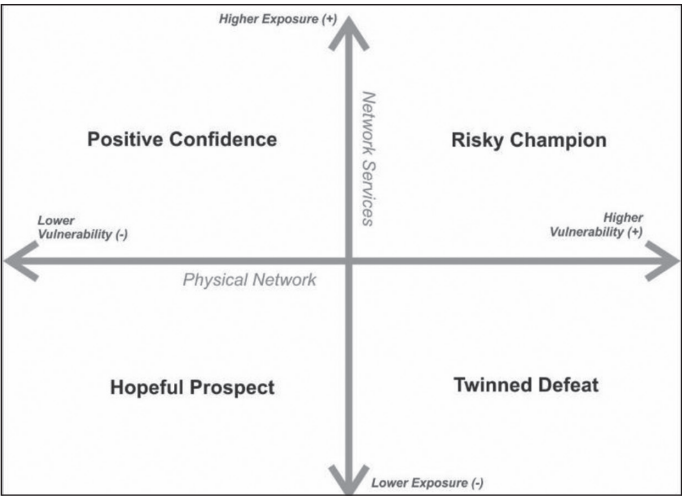 Higher Exposure (+)
Network Services
Positive Confidence
Risky Champion
Lower
Vulnerability (-)
Higher
Vulnerability (+)
Physical Network
Hopeful Prospect
Twinned Defeat
Lower Exposure (-)